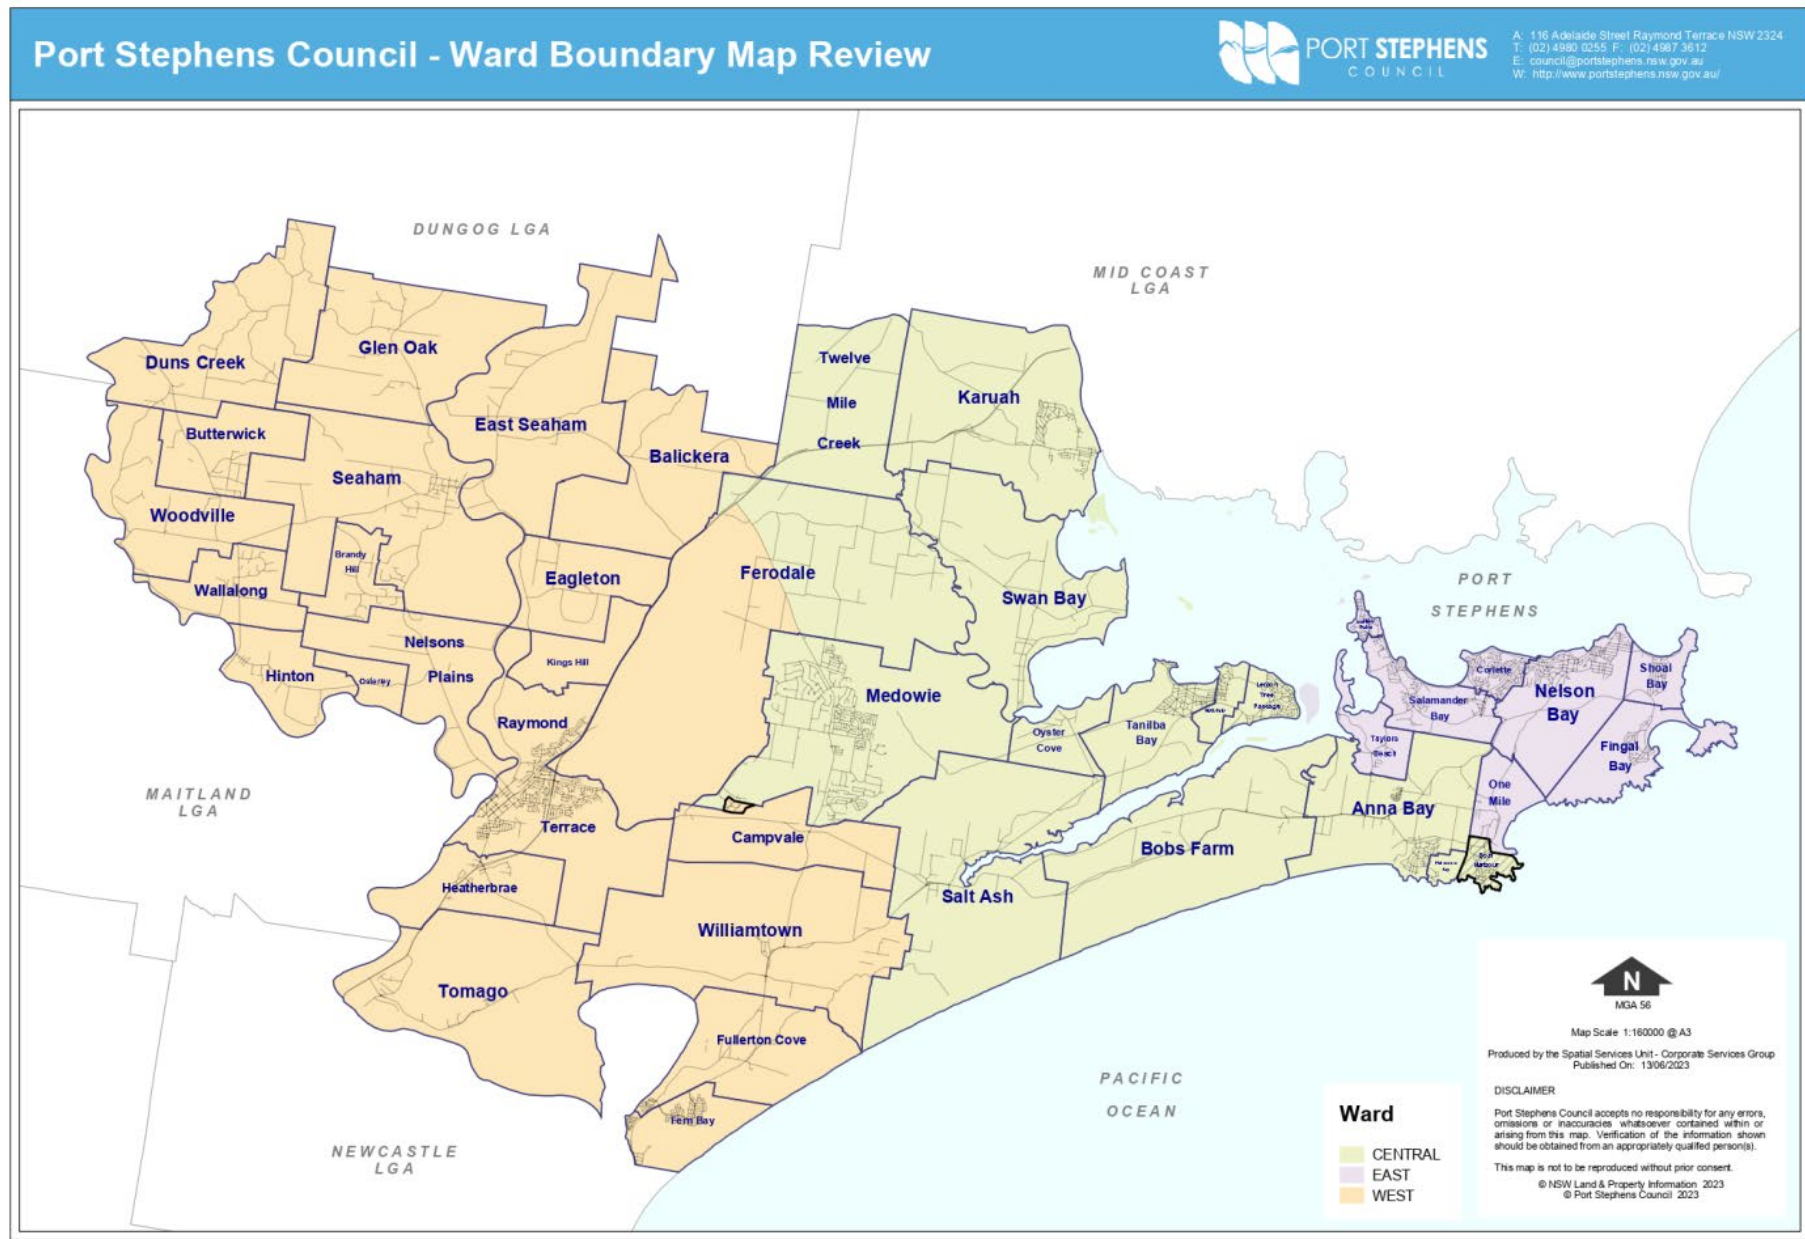 Port Stephens Council - Ward Boundary Map Review
PORT STEPHENS
COUNCIL
A: 116 Adelaide Street Raymond Terrace NSW 2324
T: (02) 4980 0255 F: (02) 4987 3612
E: council@portstephens.nsw.gov.au
W: http://www.portstephens.nsw.gov.au/
DUNGOG LGA
MID COAST
LGA
Duns Creek
Glen Oak
Twelve
Mile
Creek
Karuah
Butterwick
East Seaham
Balickera
Seaham
Woodville
Brandy
Hill
Wallalong
Eagleton
Ferodale
Swan Bay
PORT
STEPHENS
Nelsons
Plains
Hinton
Osterley
Kings Hill
Raymond
Terrace
Medowie
Oyster
Cove
Tanilba
Bay
Lemon
Tree
Passage
Corlette
Salamander
Bay
Nelson
Bay
Shoal
Bay
Taylors
Beach
Fingal
Bay
One
Mile
Anna Bay
Boat
Harbour
MAITLAND
LGA
Campvale
Bobs Farm
Heatherbrae
Salt Ash
Williamtown
Tomago
Fullerton Cove
Fern Bay
NEWCASTLE
LGA
PACIFIC
OCEAN
Ward
CENTRAL
EAST
WEST
N
MGA 56
Map Scale 1:160000 @ A3
Produced by the Spatial Services Unit - Corporate Services Group
Published On: 13/06/2023
DISCLAIMER
Port Stephens Council accepts no responsibility for any errors,
omissions or inaccuracies whatsoever contained within or
arising from this map. Verification of the information shown
should be obtained from an appropriately qualified person(s).
This map is not to be reproduced without prior consent.
© NSW Land & Property Information 2023
© Port Stephens Council 2023